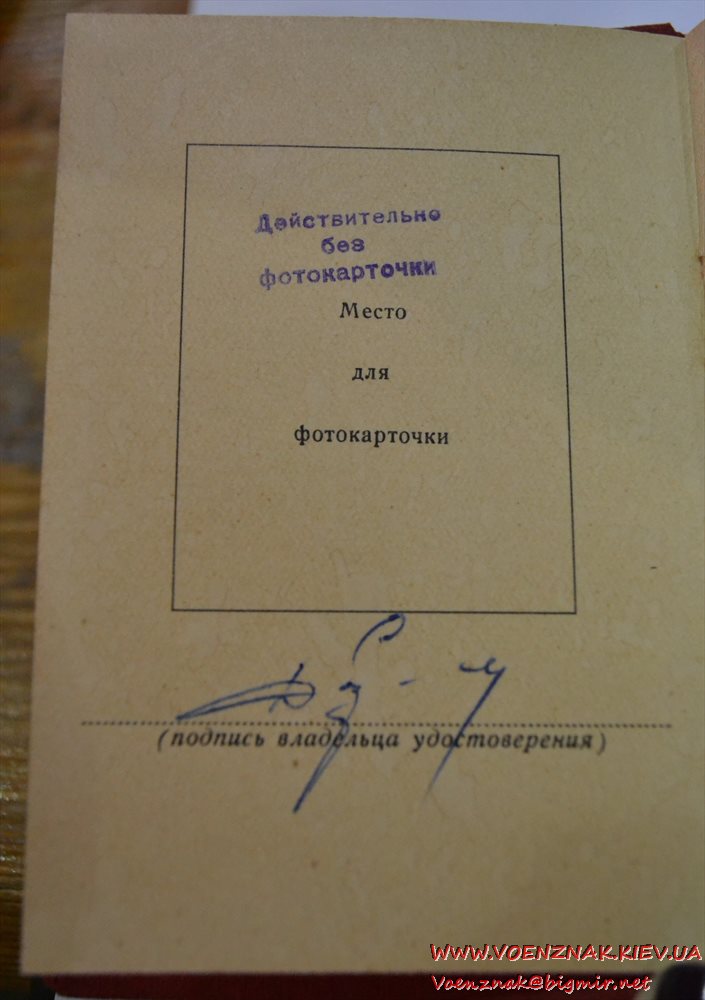 Действительно
без
фотокарточки
Место
для
фотокарточки
(подпись владельца удостоверения)
WWW.VOENZNAK.KIEV.UA
Voenznak@bigmir.net